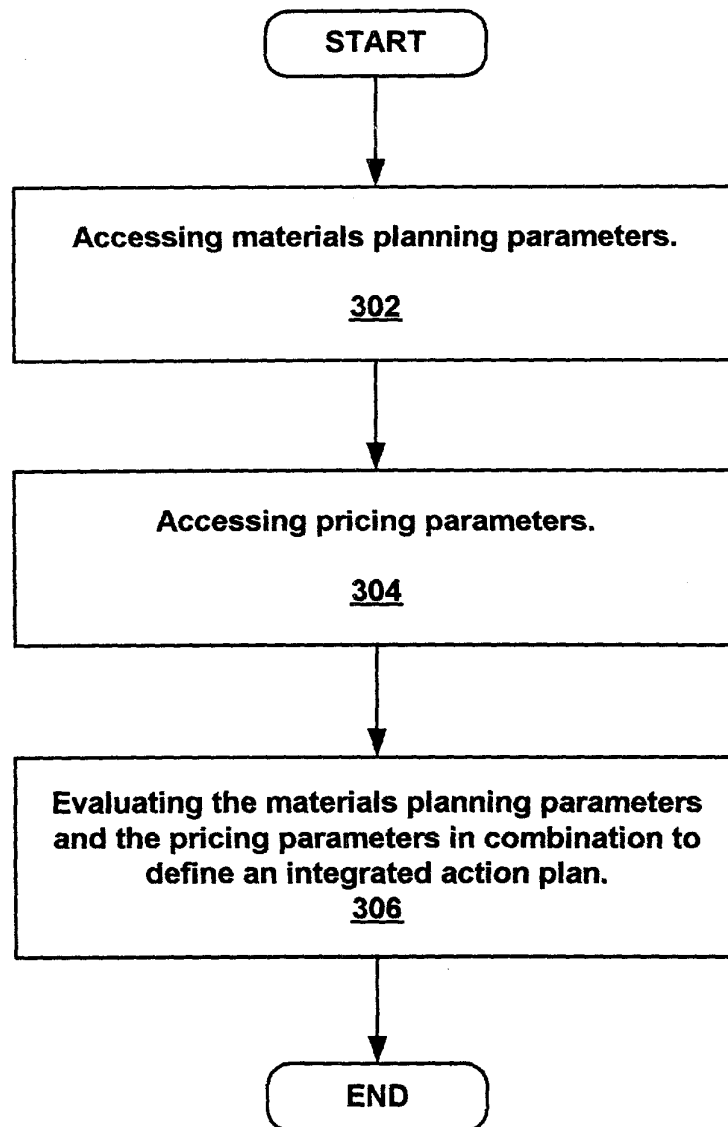 START
Accessing materials planning parameters.
302
Accessing pricing parameters.
304
Evaluating the materials planning parameters
and the pricing parameters in combination to
define an integrated action plan.
306
END